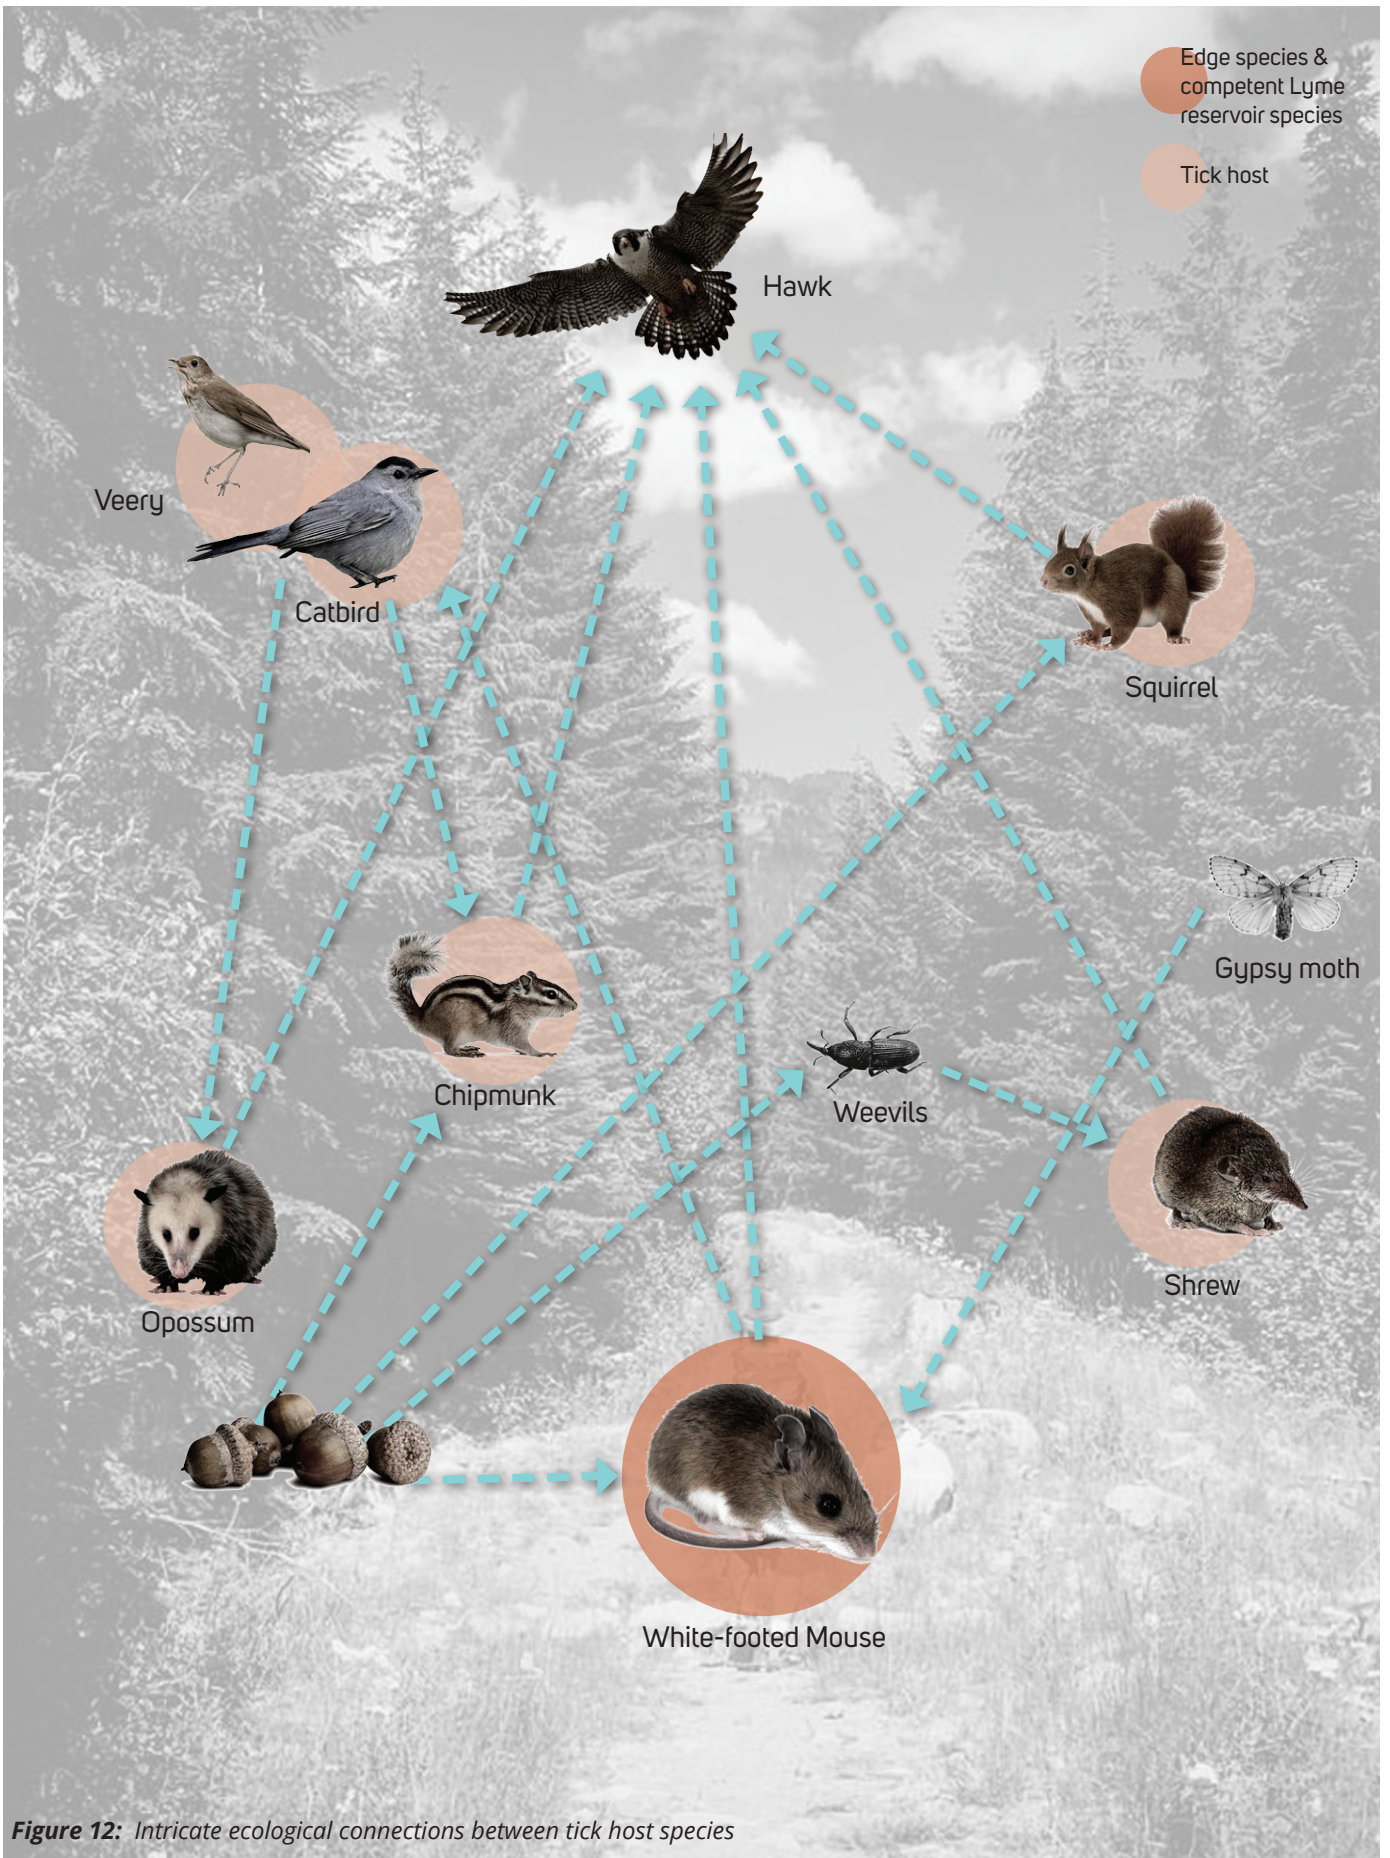 Edge species &
competent Lyme
reservoir species
Tick host
Hawk
Veery
Catbird
Squirrel
Gypsy moth
Chipmunk
Weevils
Shrew
Opossum
White-footed Mouse
Figure 12: Intricate ecological connections between tick host species